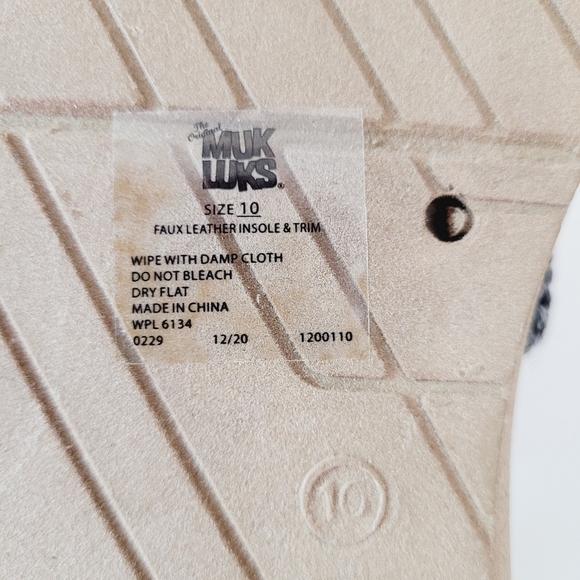 The
Original
MUK
LUKS®
SIZE 10
FAUX LEATHER INSOLE & TRIM
WIPE WITH DAMP CLOTH
DO NOT BLEACH
DRY FLAT
MADE IN CHINA
WPL 6134
0229 12/20 1200110
10